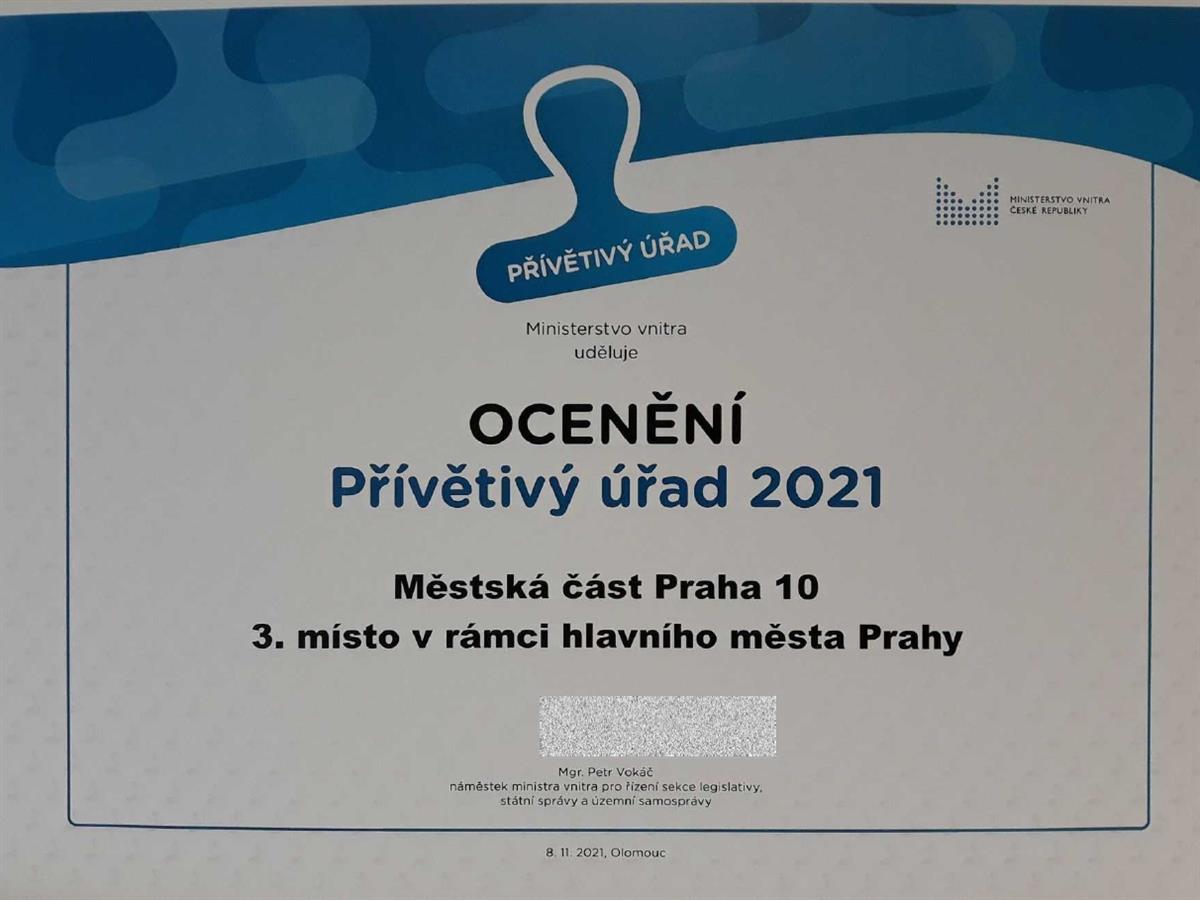 MINISTERSTVO VNITRA
ČESKÉ REPUBLIKY
PŘÍVĚTIVÝ ÚŘAD
Ministerstvo vnitra
uděluje
OCENĚNÍ
Přívětivý úřad 2021
Městská část Praha 10
3. místo v rámci hlavního města Prahy
Mgr. Petr Vokáč
náměstek ministra vnitra pro řízení sekce legislativy,
státní správy a územní samosprávy
8. 11. 2021, Olomouc